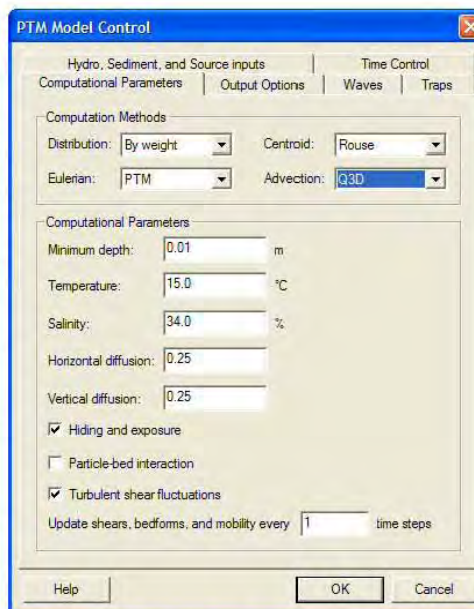 PTM Model Control
Hydro, Sediment, and Source inputs Time Control
Computational Parameters Output Options Waves Traps
Computation Methods
Distribution: By weight Centroid: Rouse
Eulerian: PTM Advection: Q3D
Computational Parameters
Minimum depth: 0.01 m
Temperature: 15.0 °C
Salinity: 34.0 %
Horizontal diffusion: 0.25
Vertical diffusion: 0.25
Hiding and exposure
Particle-bed interaction
Turbulent shear fluctuations
Update shears, bedforms, and mobility every 1 time steps
Help OK Cancel